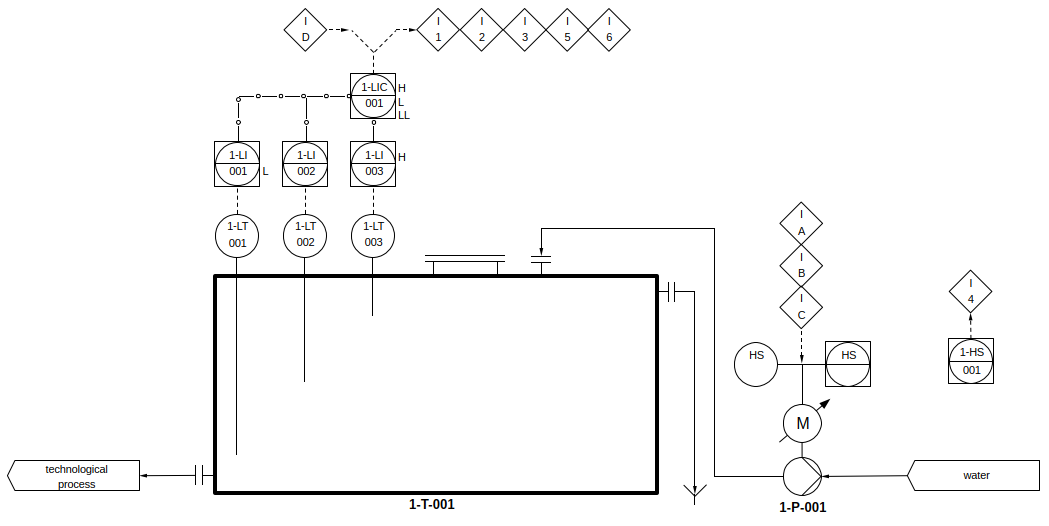 I
D
I
1
I
2
I
3
I
5
I
6
1-LIC
001
H
L
LL
1-LI
001
L
1-LI
002
1-LI
003
H
1-LT
001
1-LT
002
1-LT
003
I
A
I
B
I
C
I
4
HS
HS
1-HS
001
M
technological
process
water
1-T-001
1-P-001